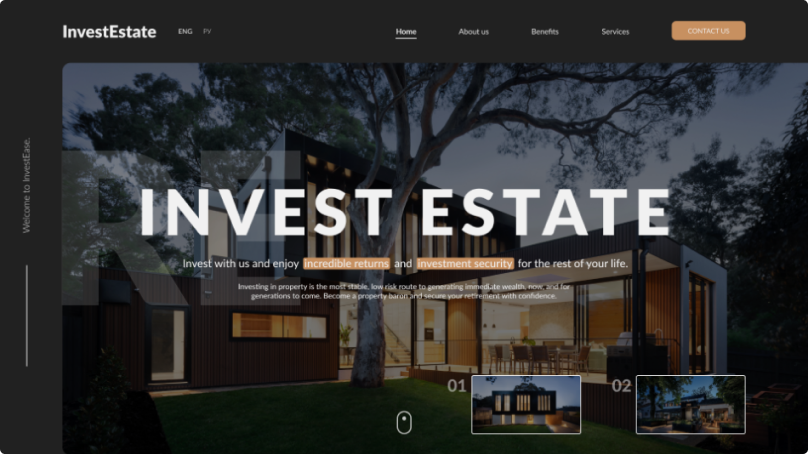 InvestEstate
ENG PV
Home About us Benefits Services
CONTACT US
Welcome to InvestEase.
INVEST ESTATE
Invest with us and enjoy incredible returns and investment security for the rest of your life.
Investing in property is the most stable, low risk route to generating immediate wealth, now, and for
generations to come. Become a property baron and secure your retirement with confidence.
01
02